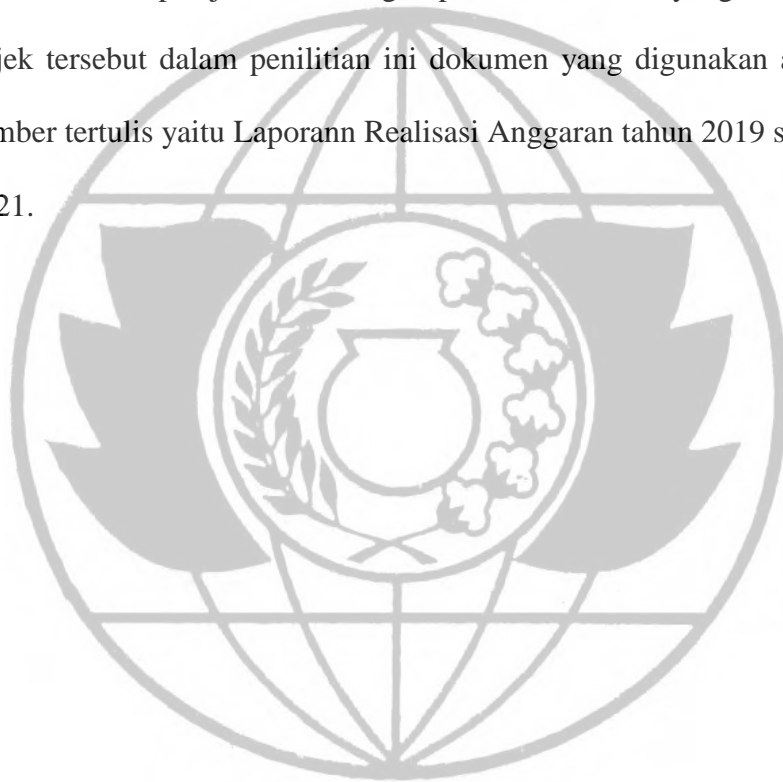 jek tersebut dalam penilitian ini dokumen yang digunakan a
mber tertulis yaitu Laporann Realisasi Anggaran tahun 2019 s
21.